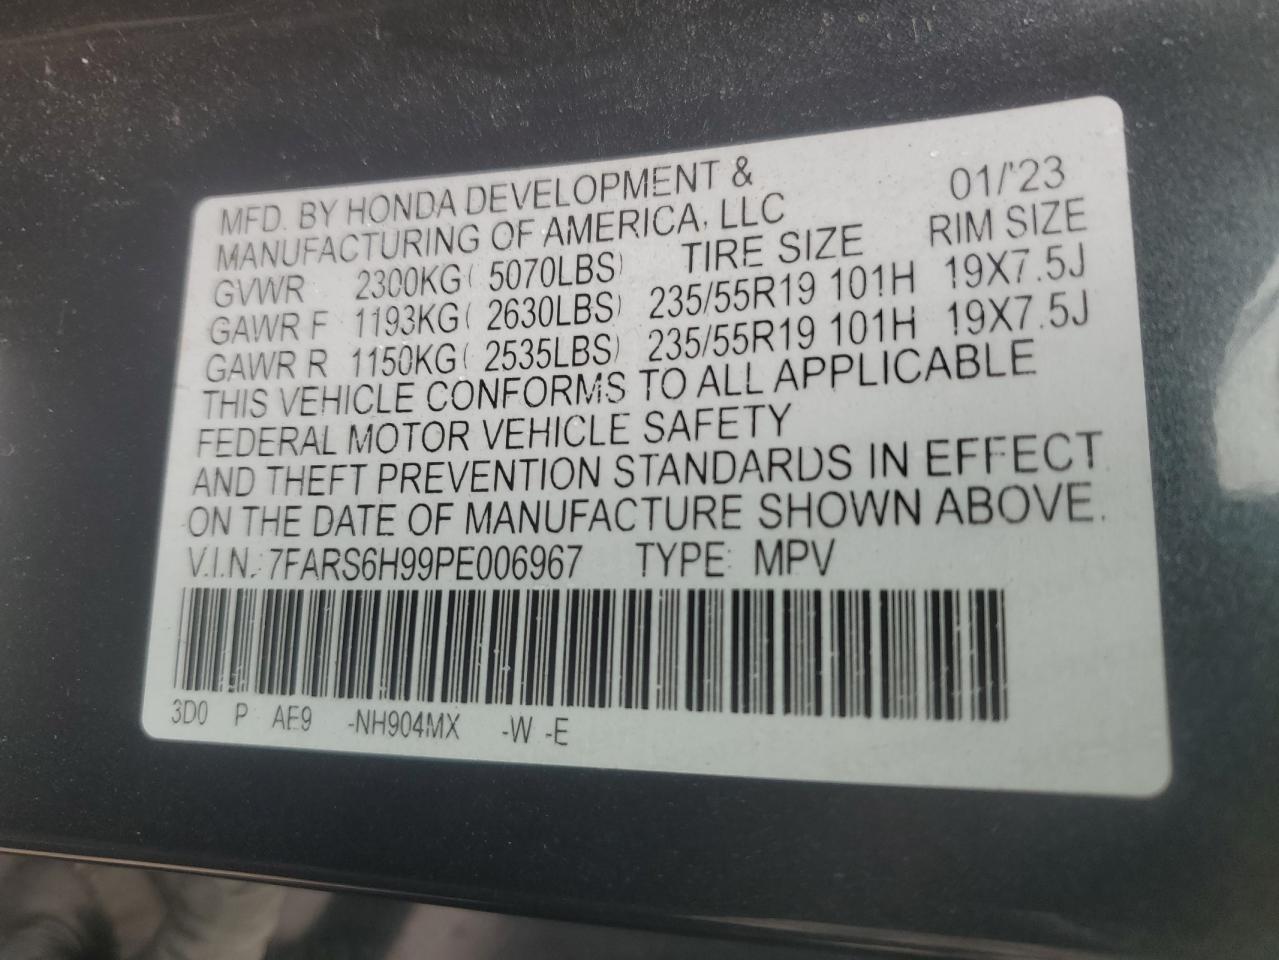 MFD. BY HONDA DEVELOPMENT & 01/'23
MANUFACTURING OF AMERICA, LLC
TIRE SIZE RIM SIZE
GVWR 2300KG( 5070LBS)
GAWR F 1193KG( 2630LBS) 235/55R19 101H 19X7.5J
GAWR R 1150KG( 2535LBS) 235/55R19 101H 19X7.5J
THIS VEHICLE CONFORMS TO ALL APPLICABLE
FEDERAL MOTOR VEHICLE SAFETY
AND THEFT PREVENTION STANDARDS IN EFFECT
ON THE DATE OF MANUFACTURE SHOWN ABOVE.
V.I.N.: 7FARS6H99PE006967 TYPE: MPV
3D0 P AE9 -NH904MX -W -E